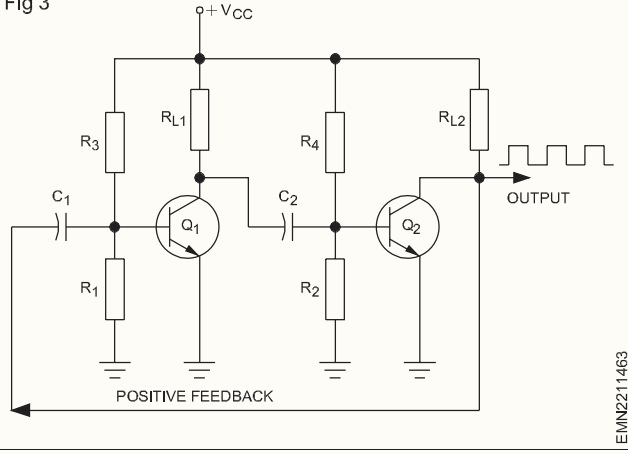 Fig 3
+ VCC
R3
RL1
R4
RL2
C1
Q1
C2
Q2
OUTPUT
R1
R2
POSITIVE FEEDBACK
EMN2211463